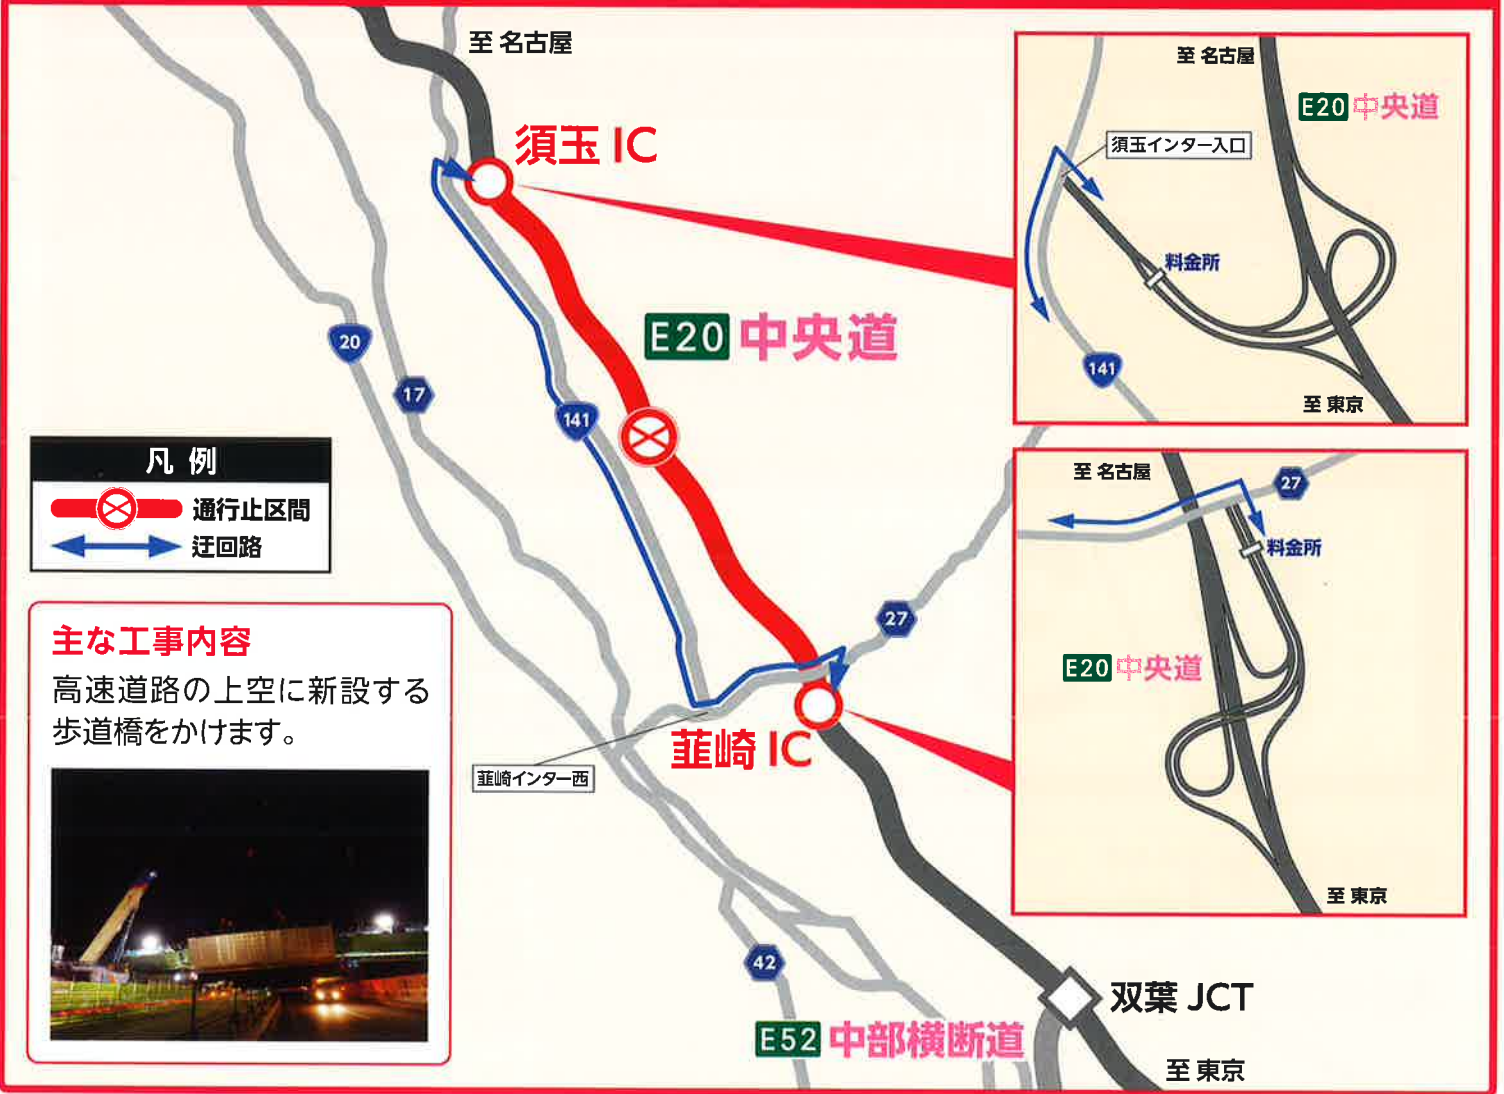 至 名古屋
須玉 IC
E20 中央道
20
17
141
凡 例
通行止区間
迂回路
主な工事内容
高速道路の上空に新設する
歩道橋をかけます。
27
韮崎 IC
韮崎インター西
42
双葉 JCT
E52 中部横断道
至 東京
至 名古屋
E20 中央道
須玉インター入口
料金所
141
至 東京
至 名古屋
27
料金所
E20 中央道
至 東京